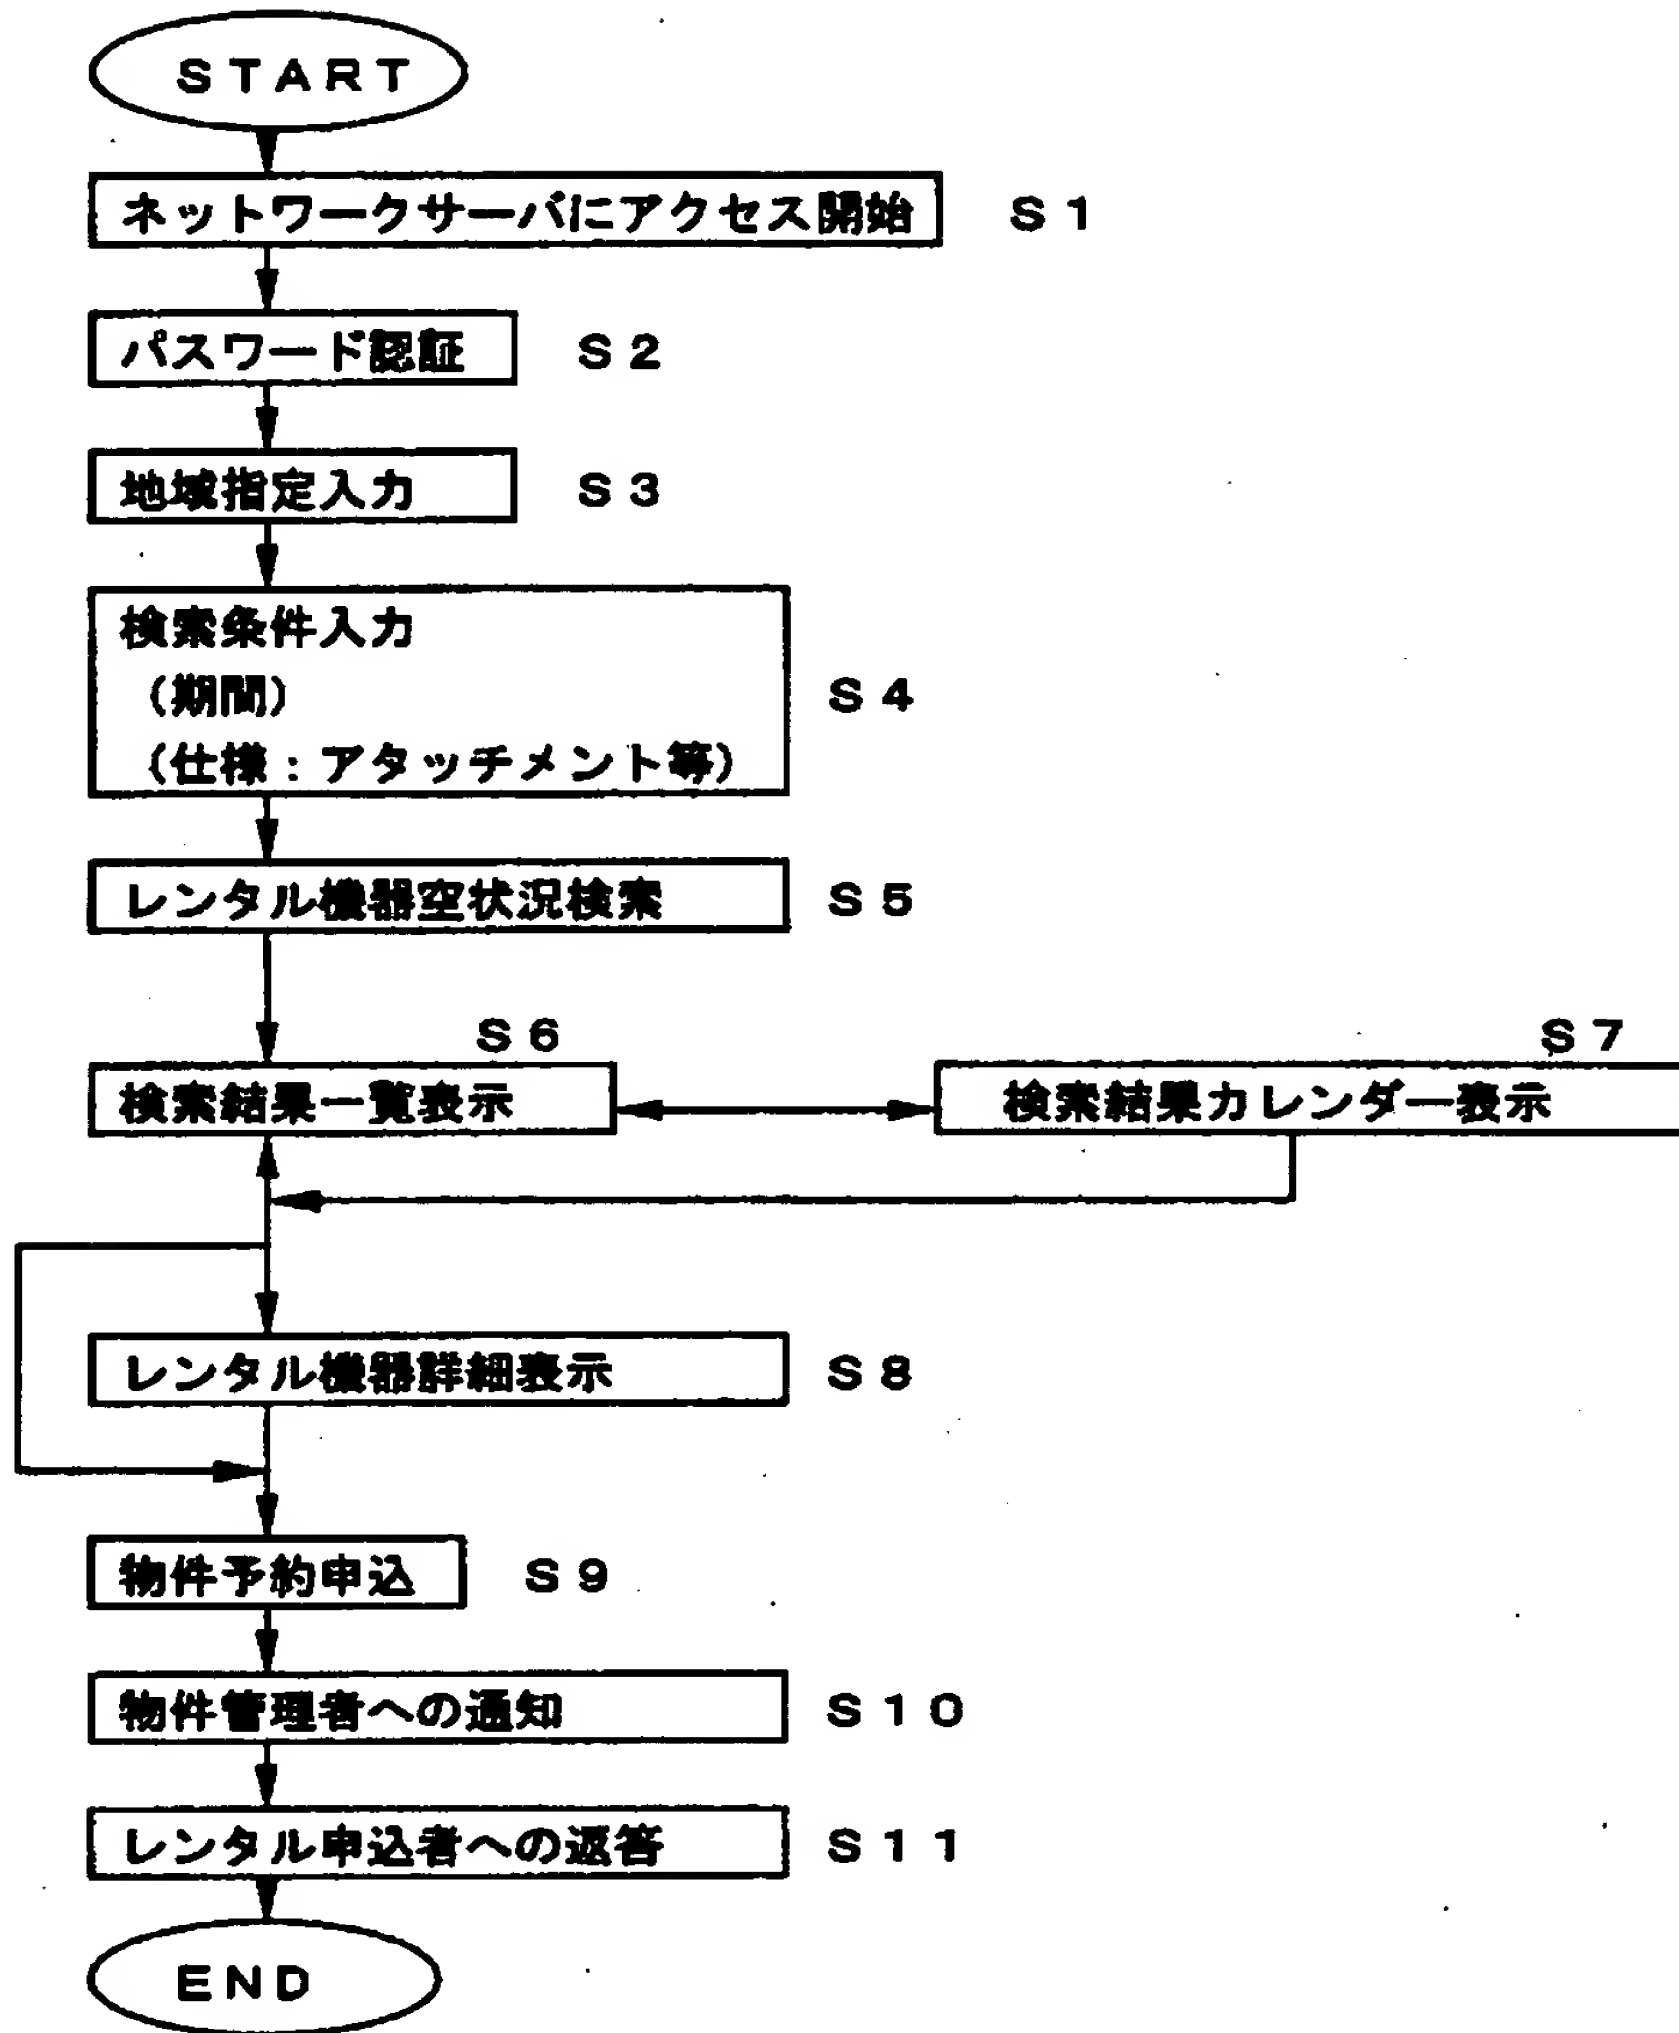 START
ネットワークサーバにアクセス開始 S1
パスワード認証 S2
地域指定入力 S3
検索条件入力
(期間)
(仕様:アタッチメント等)
S4
レンタル機器空状況検索 S5
S6
検索結果一覧表示
S7
検索結果カレンダー表示
レンタル機器詳細表示 S8
物件予約申込 S9
物件管理者への通知 S10
レンタル申込者への返答 S11
END